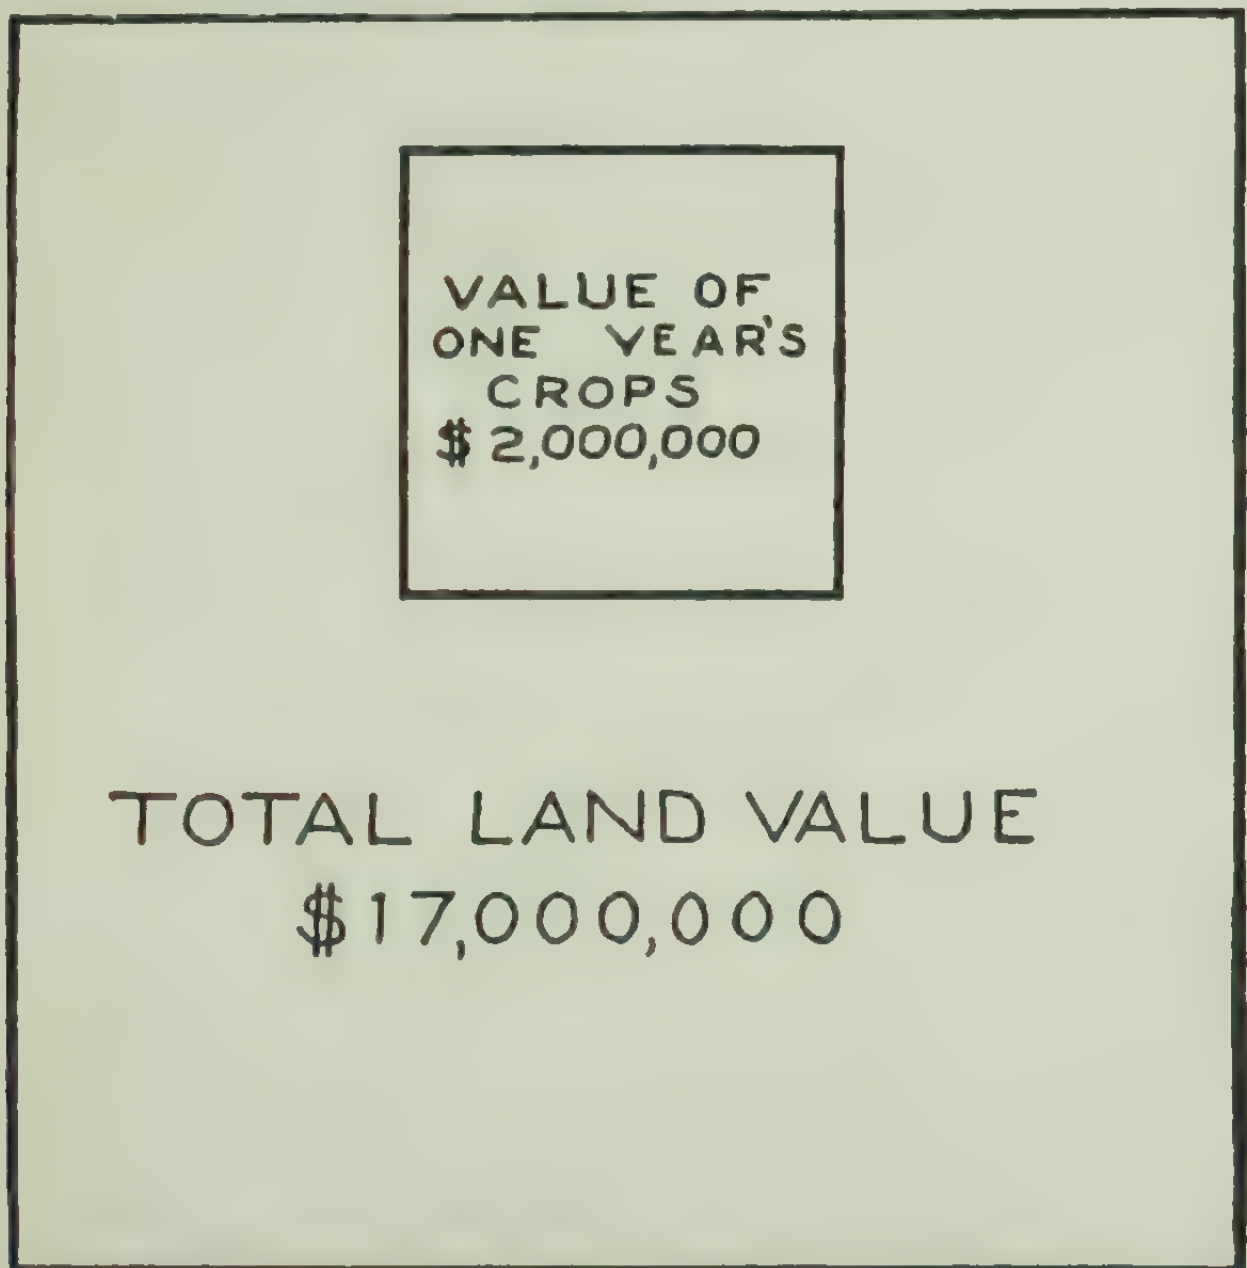 VALUE OF
ONE YEAR'S
CROPS
$2,000,000
TOTAL LAND VALUE
$17,000,000